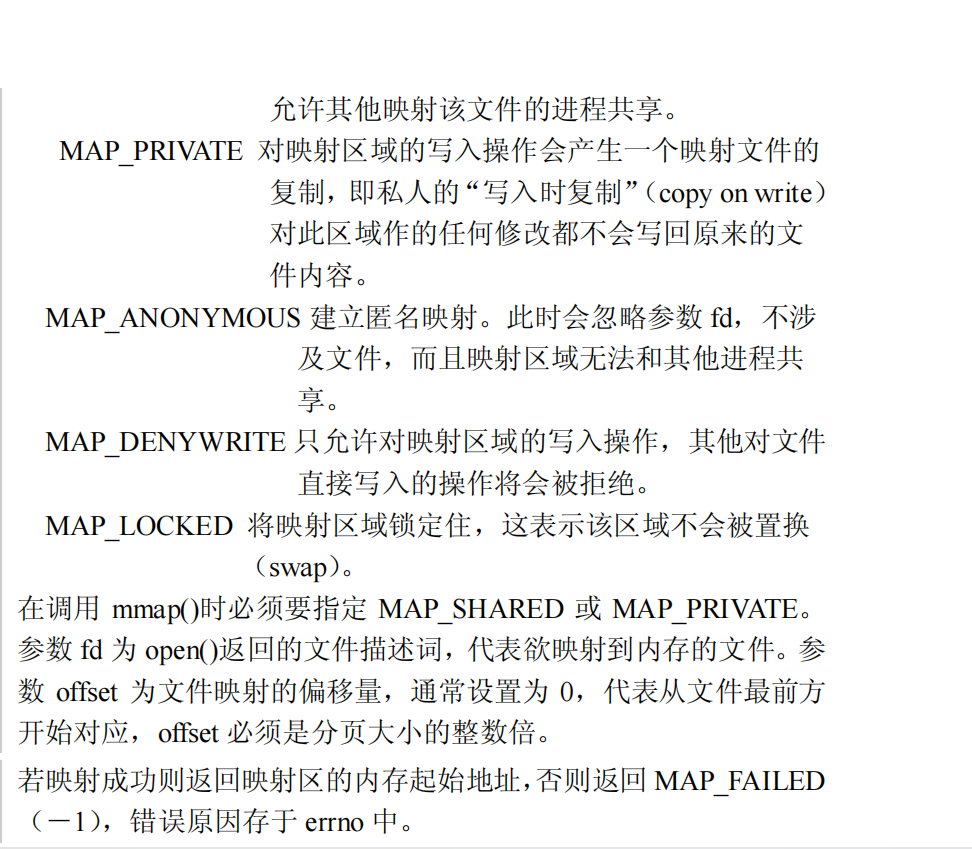 允许其他映射该文件的进程共享。
MAP_PRIVATE 对映射区域的写入操作会产生一个映射文件的
复制，即私人的“写入时复制”（copy on write）
对此区域作的任何修改都不会写回原来的文
件内容。
MAP_ANONYMOUS 建立匿名映射。此时会忽略参数 fd，不涉
及文件，而且映射区域无法和其他进程共
享。
MAP_DENYWRITE 只允许对映射区域的写入操作，其他对文件
直接写入的操作将会被拒绝。
MAP_LOCKED 将映射区域锁定住，这表示该区域不会被置换
（swap）。
在调用 mmap()时必须要指定 MAP_SHARED 或 MAP_PRIVATE。
参数 fd 为 open()返回的文件描述词，代表欲映射到内存的文件。参
数 offset 为文件映射的偏移量，通常设置为 0，代表从文件最前方
开始对应，offset 必须是分页大小的整数倍。
若映射成功则返回映射区的内存起始地址，否则返回 MAP_FAILED
（－1），错误原因存于 errno 中。